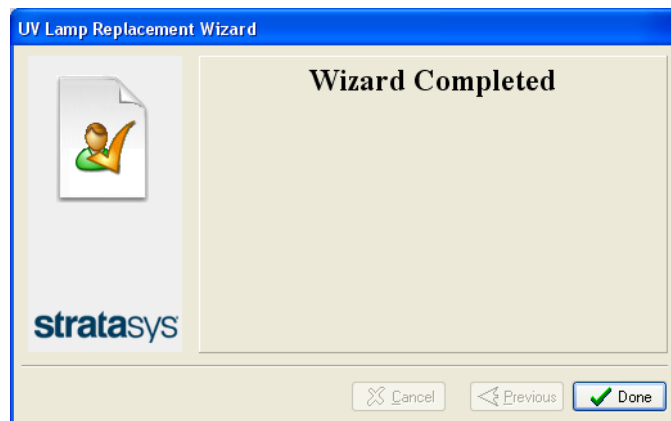 UV Lamp Replacement Wizard
Wizard Completed
stratasys
Cancel
Previous
Done